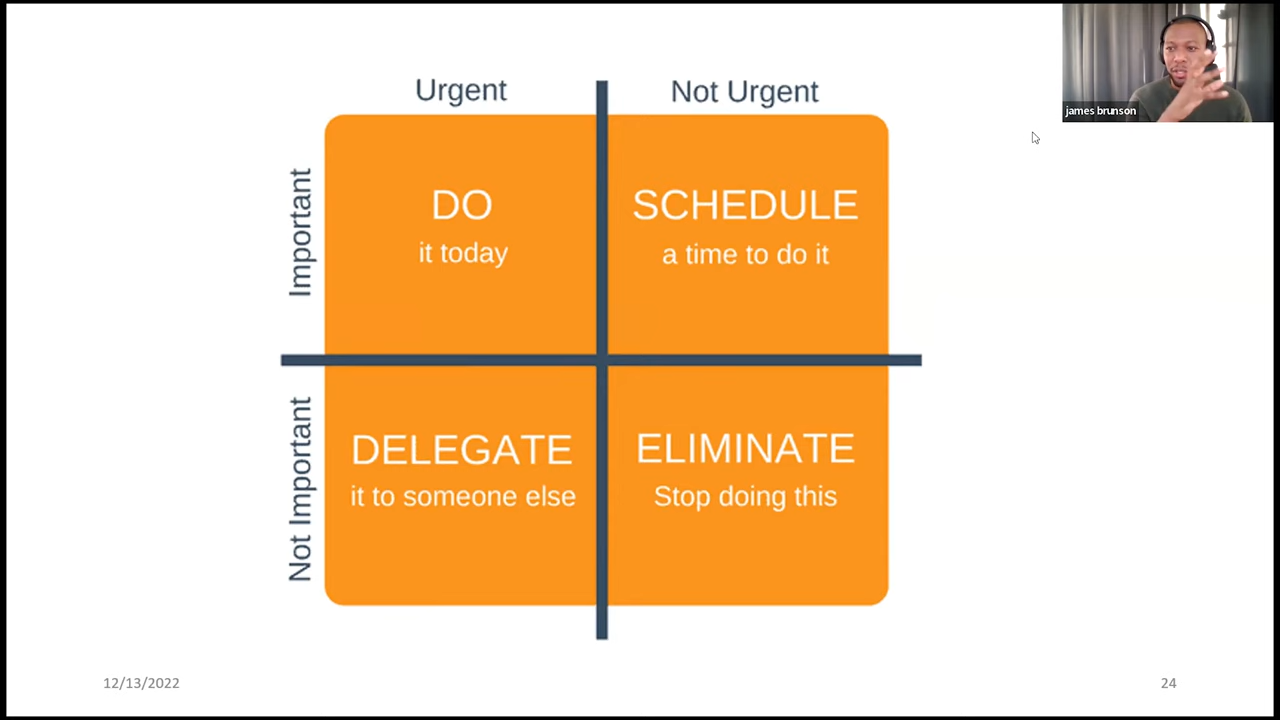 james brunson
Urgent
Not Urgent
Important
DO
it today
SCHEDULE
a time to do it
Not Important
DELEGATE
it to someone else
ELIMINATE
Stop doing this
12/13/2022
24